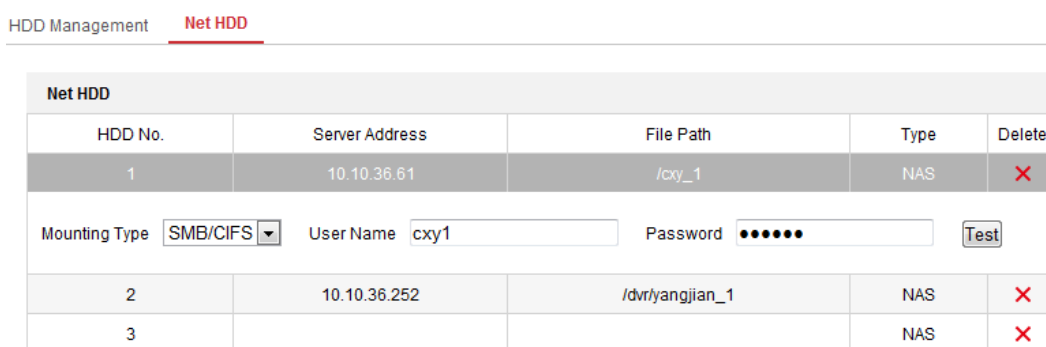 HDD Management Net HDD
Net HDD
HDD No. Server Address File Path Type Delete
1 10.10.36.61 /cxy_1 NAS
Mounting Type SMB/CIFS User Name cxy1 Password ●●●●●● Test
2 10.10.36.252 /dvr/yangjian_1 NAS
3 NAS